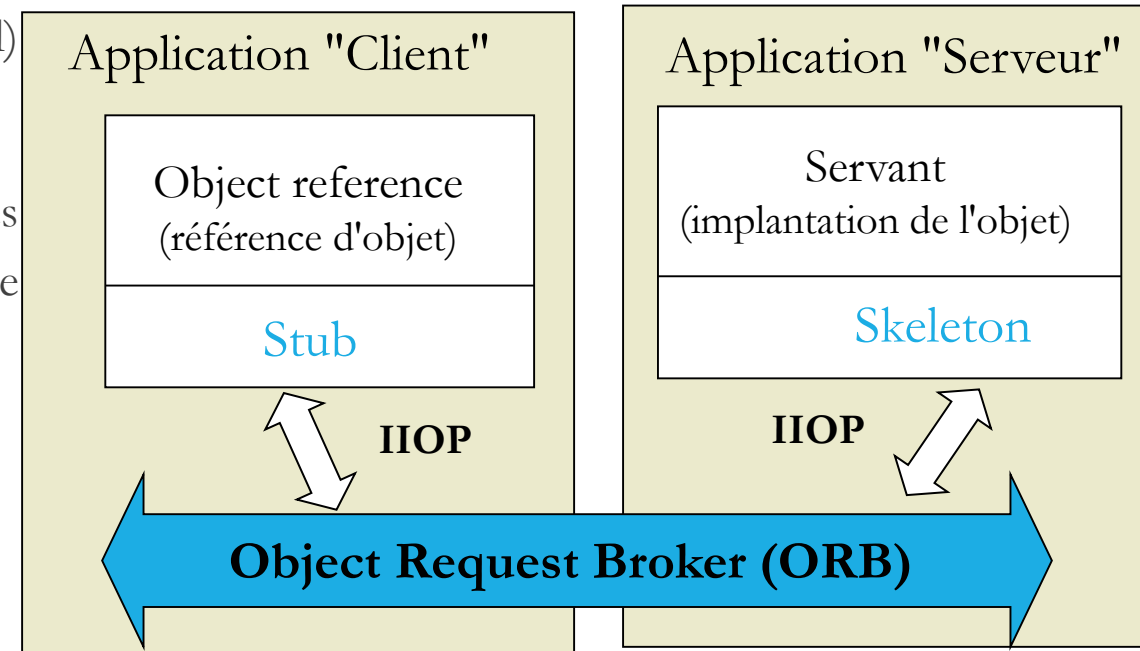 l)
s
e
Application "Client"
Object reference
(référence d'objet)
Stub
IIOP
Application "Serveur"
Servant
(implantation de l'objet)
Skeleton
IIOP
Object Request Broker (ORB)